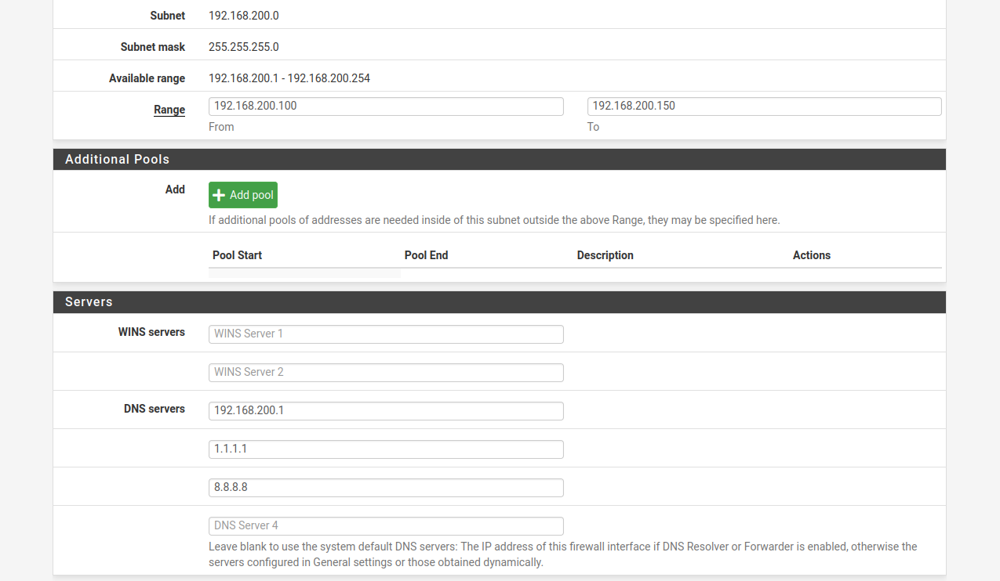 Subnet 192.168.200.0
Subnet mask 255.255.255.0
Available range 192.168.200.1 - 192.168.200.254
Range 192.168.200.100 192.168.200.150
From To
Additional Pools
Add Add pool
If additional pools of addresses are needed inside of this subnet outside the above Range, they may be specified here.
Pool Start Pool End Description Actions
Servers
WINS servers WINS Server 1
WINS Server 2
DNS servers 192.168.200.1
1.1.1.1
8.8.8.8
DNS Server 4
Leave blank to use the system default DNS servers: The IP address of this firewall interface if DNS Resolver or Forwarder is enabled, otherwise the
servers configured in General settings or those obtained dynamically.